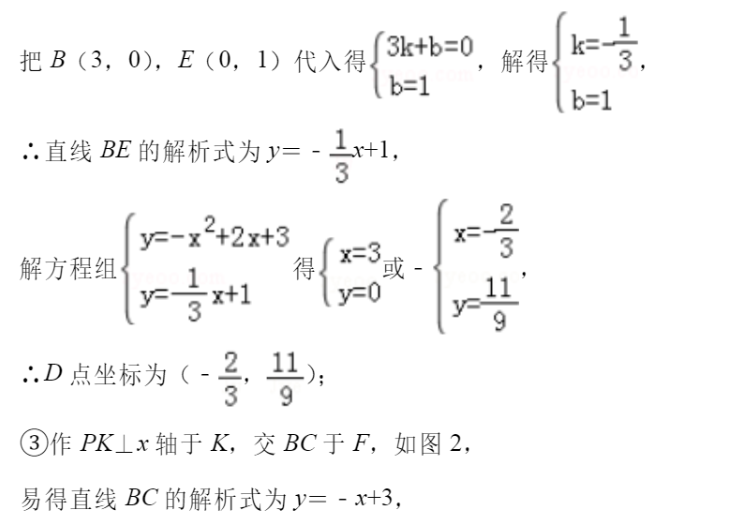 把 B（3，0），E（0，1）代入得{3k+b=0 b=1，解得{k=-1/3 b=1，
∴直线 BE 的解析式为 y＝﹣1/3x+1，
解方程组{y=-x²+2x+3 y=-1/3x+1 得{x=3 y=0 或﹣{x=-2/3 y=11/9，
∴D 点坐标为（﹣2/3，11/9）；
③作 PK⊥x 轴于 K，交 BC 于 F，如图 2，
易得直线 BC 的解析式为 y＝﹣x+3，